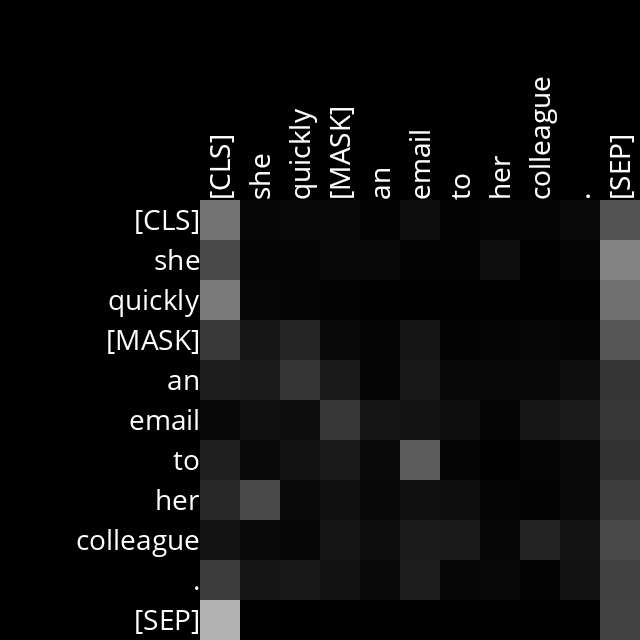 [CLS] she quickly [MASK] an email to her colleague . [SEP]
[CLS]
she
quickly
[MASK]
an
email
to
her
colleague
.
[SEP]